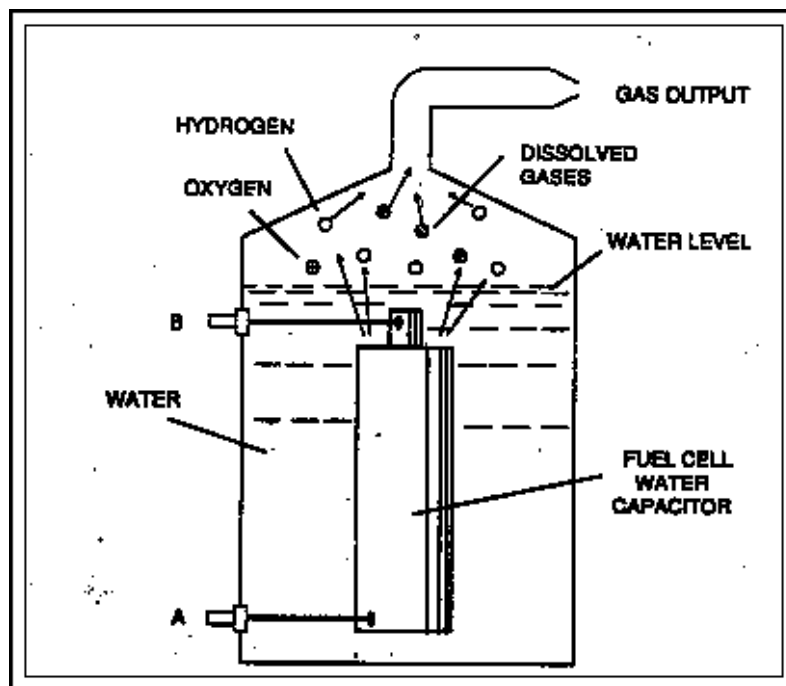 GAS OUTPUT
HYDROGEN
DISSOLVED
GASES
OXYGEN
WATER LEVEL
B
WATER
FUEL CELL
WATER
CAPACITOR
A